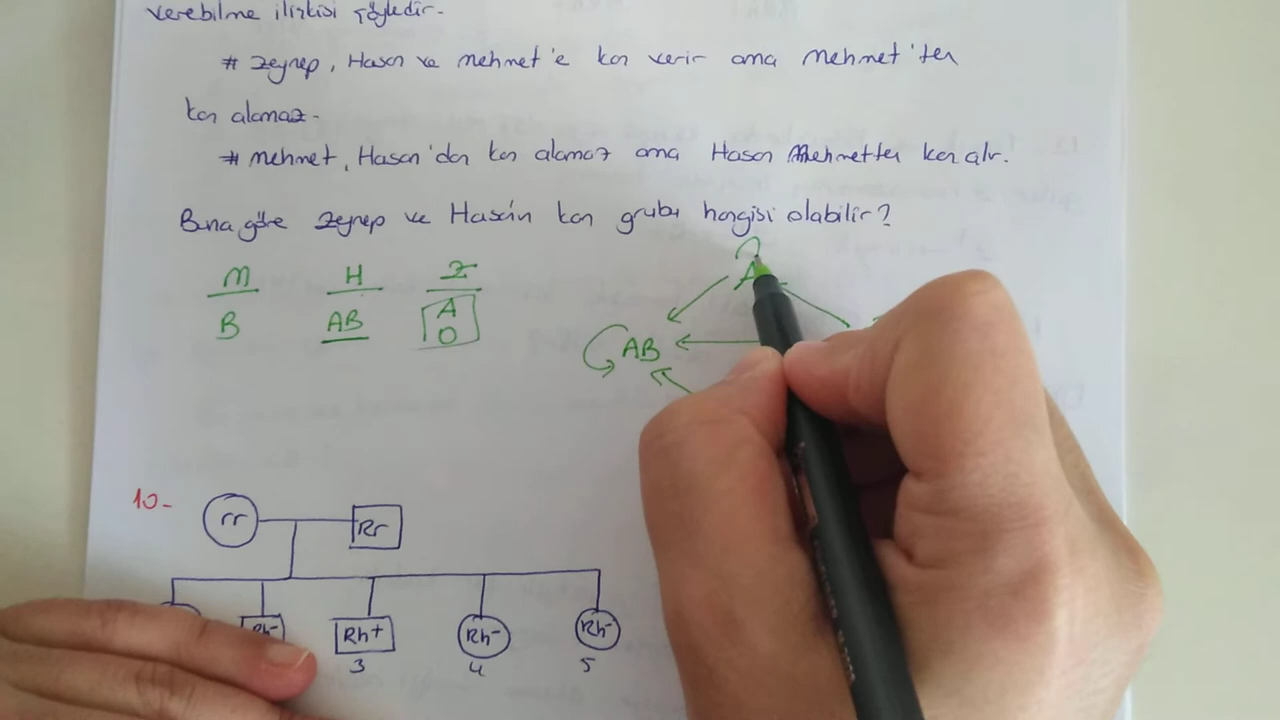 verebilme ilişkisi şöyledir.
# Zeynep, Hasan ve Mehmet'e kan verir ama Mehmet'ten
kan alamaz.
# Mehmet, Hasan'dan kan alamaz ama Hasan Mehmetten kan alır.
Buna göre Zeynep ve Hasan'ın kan grubu hangisi olabilir?
M H Z
B AB A
O
A
AB
10-
rr Rr
Rh- Rh+ Rh- Rh-
3 4 5